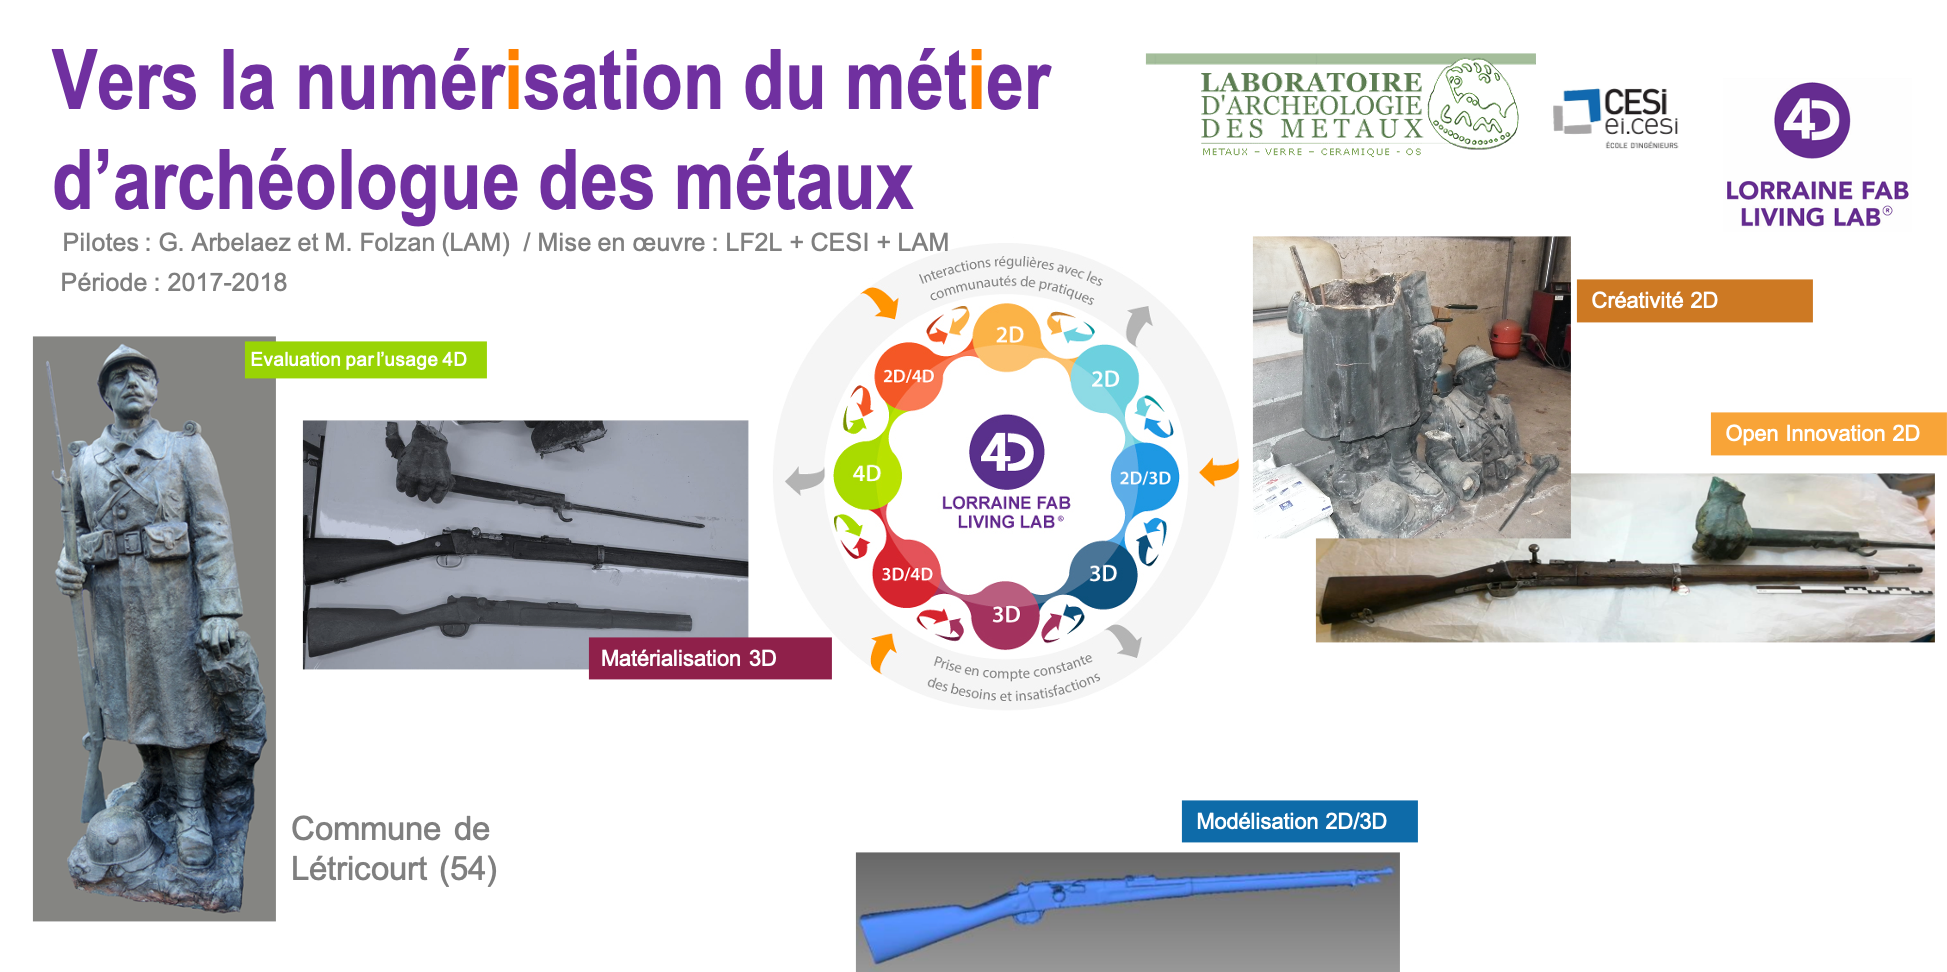 Vers la numérisation du métier
d’archéologue des métaux
Pilotes : G. Arbelaez et M. Folzan (LAM)  / Mise en œuvre : LF2L + CESI + LAM
Période : 2017-2018
LABORATOIRE
D'ARCHEOLOGIE
DES METAUX
METAUX – VERRE – CERAMIQUE - OS
CESi
ei.cesi
ÉCOLE D'INGÉNIEURS
4D
LORRAINE FAB
LIVING LAB®
Evaluation par l’usage 4D
Matérialisation 3D
Commune de
Létricourt (54)
Interactions régulières avec les
communautés de pratiques
2D
2D
2D/3D
3D
3D
3D/4D
4D
2D/4D
4D
LORRAINE FAB
LIVING LAB®
Prise en compte constante
des besoins et insatisfactions
Créativité 2D
Open Innovation 2D
Modélisation 2D/3D